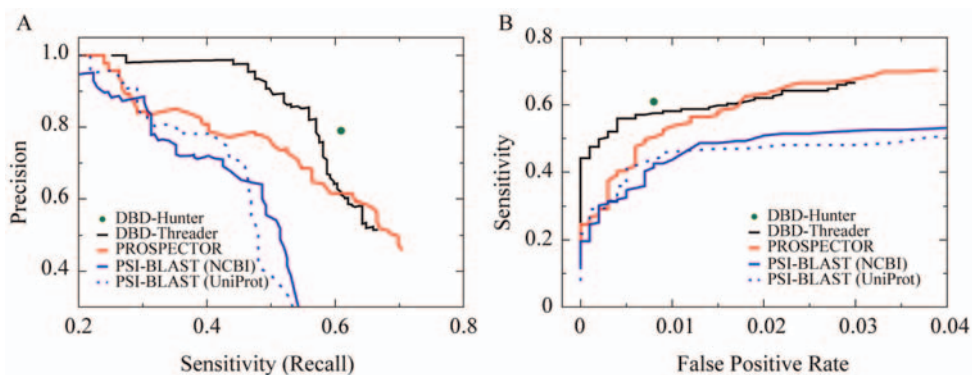 A
Precision
1.0
0.8
0.6
0.4
DBD-Hunter
DBD-Threader
PROSPECTOR
PSI-BLAST (NCBI)
PSI-BLAST (UniProt)
0.2 0.4 0.6 0.8
Sensitivity (Recall)
B
Sensitivity
0.8
0.6
0.4
0.2
0
DBD-Hunter
DBD-Threader
PROSPECTOR
PSI-BLAST (NCBI)
PSI-BLAST (UniProt)
0 0.01 0.02 0.03 0.04
False Positive Rate